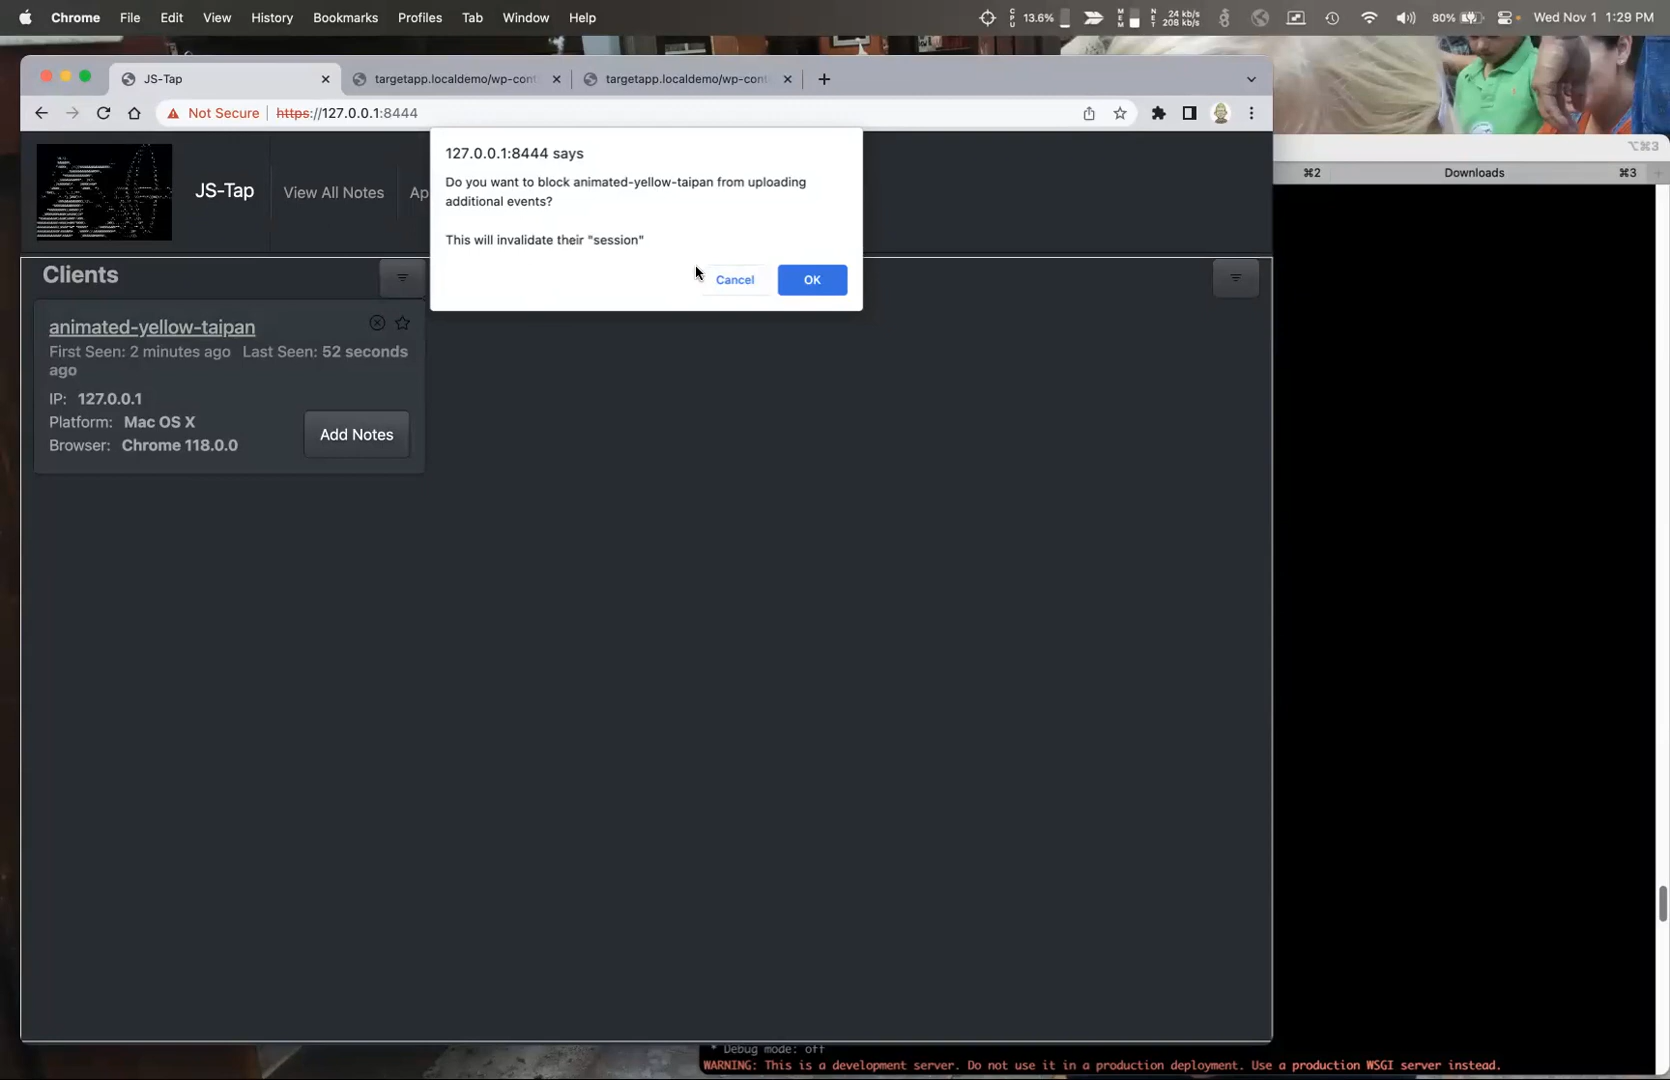 Chrome File Edit View History Bookmarks Profiles Tab Window Help CPU 13.6% MEM NET 24 kb/s 208 kb/s 80% Wed Nov 1 1:29 PM
JS-Tap targetapp.localdemo/wp-cont targetapp.localdemo/wp-cont
Not Secure https://127.0.0.1:8444
⌥⌘3
⌘2 Downloads ⌘3
127.0.0.1:8444 says
Do you want to block animated-yellow-taipan from uploading
additional events?
This will invalidate their "session"
Cancel OK
JS-Tap View All Notes Ap
Clients
animated-yellow-taipan
First Seen: 2 minutes ago Last Seen: 52 seconds
ago
IP: 127.0.0.1
Platform: Mac OS X
Browser: Chrome 118.0.0
Add Notes
* Debug mode: off
WARNING: This is a development server. Do not use it in a production deployment. Use a production WSGI server instead.